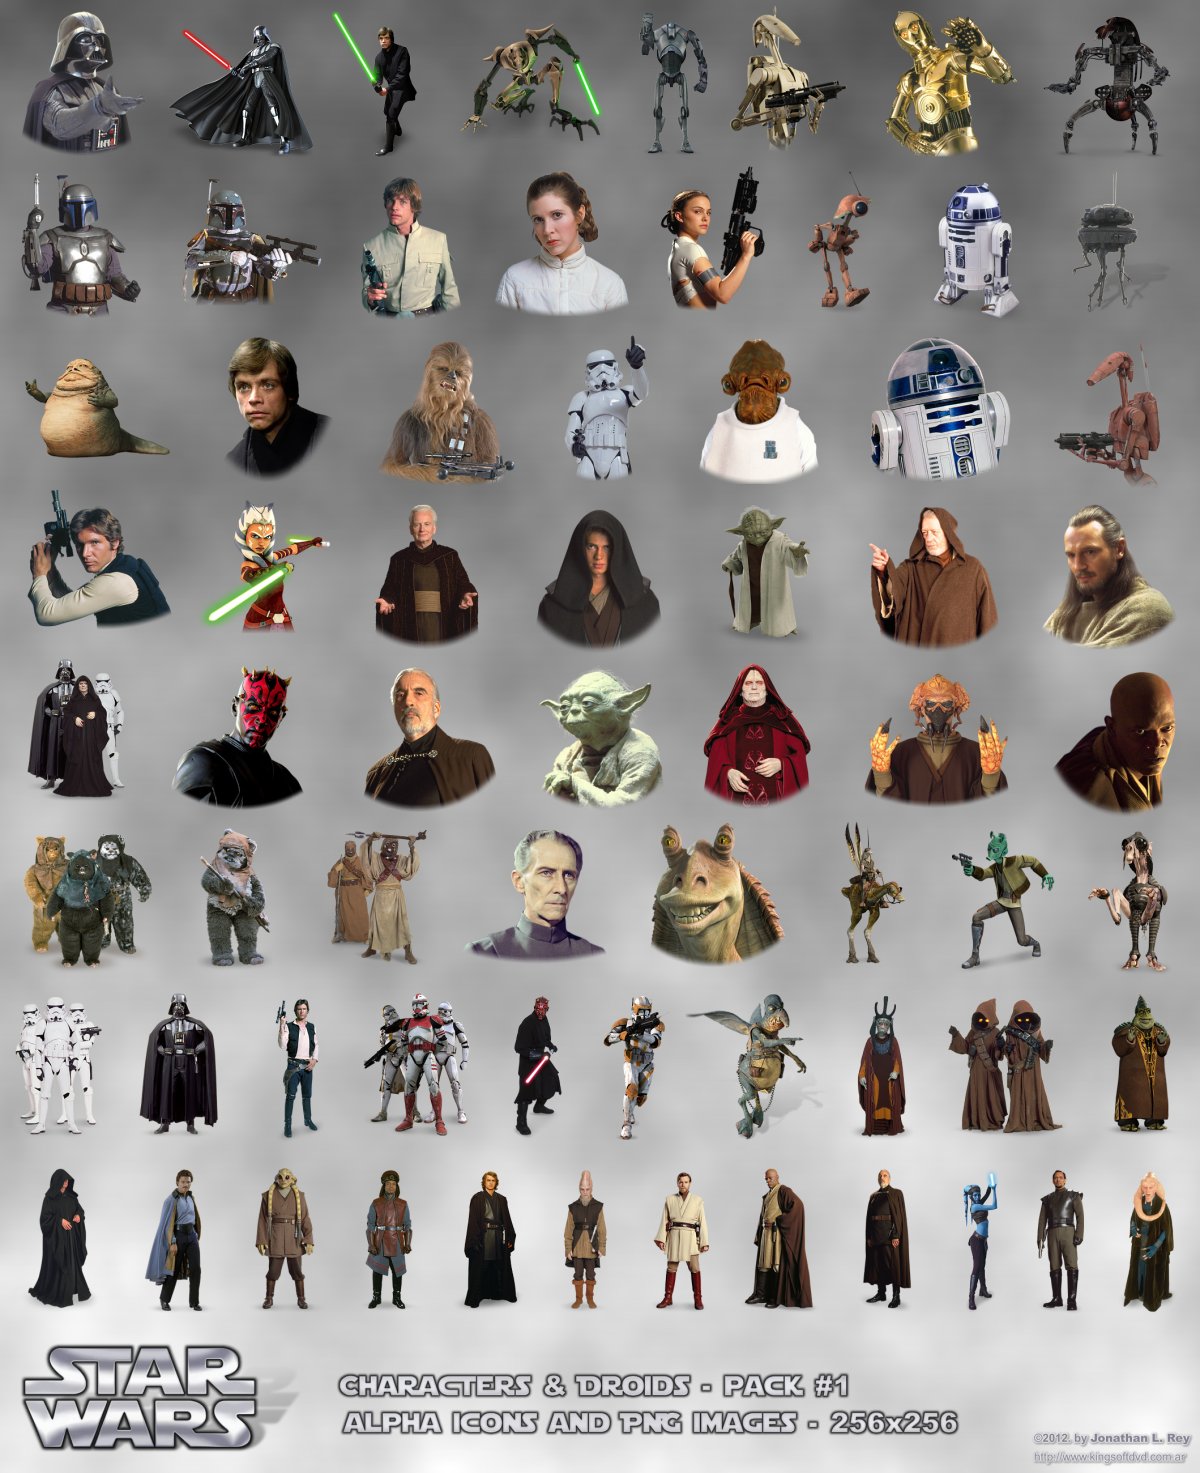 STAR
WARS
CHARACTERS & DROIDS - PACK #1
ALPHA ICONS AND PNG IMAGES - 256x256
©2012. by Jonathan L. Rey
http://www.kingsoftdvd.com.ar